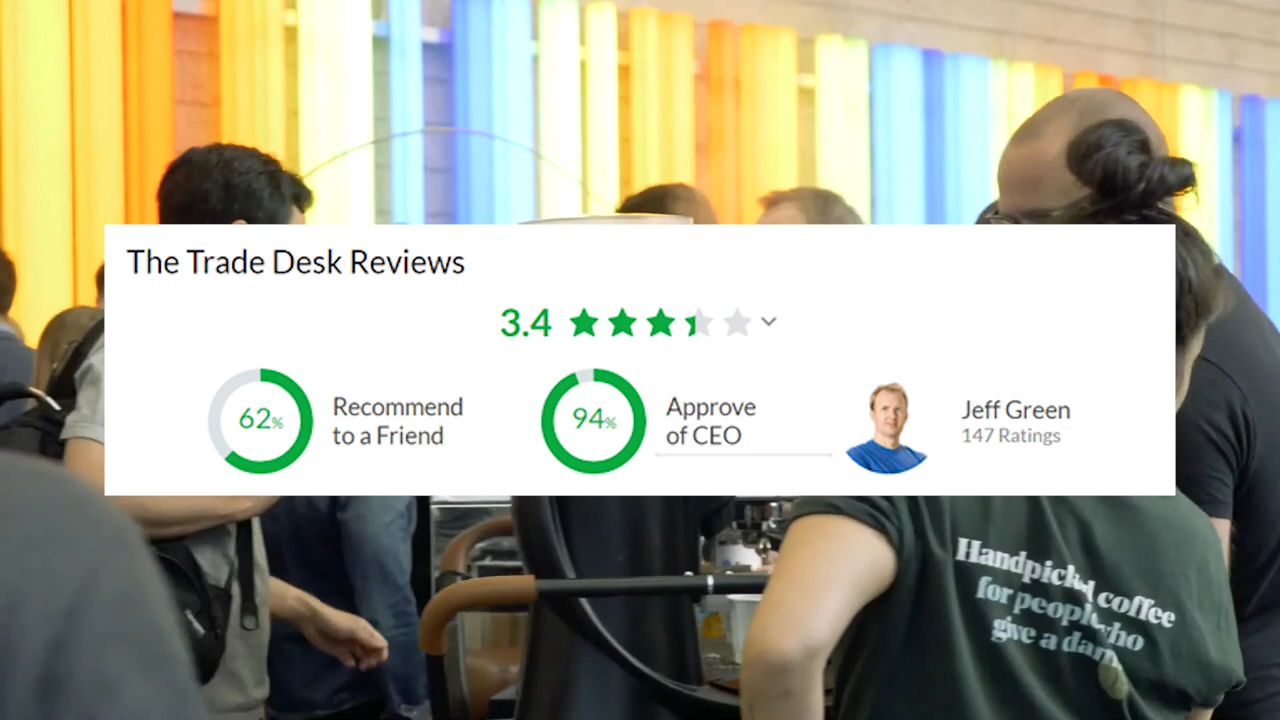 The Trade Desk Reviews
3.4
62%
Recommend
to a Friend
94%
Approve
of CEO
Jeff Green
147 Ratings
Handpicked coffee
for people who
give a damn